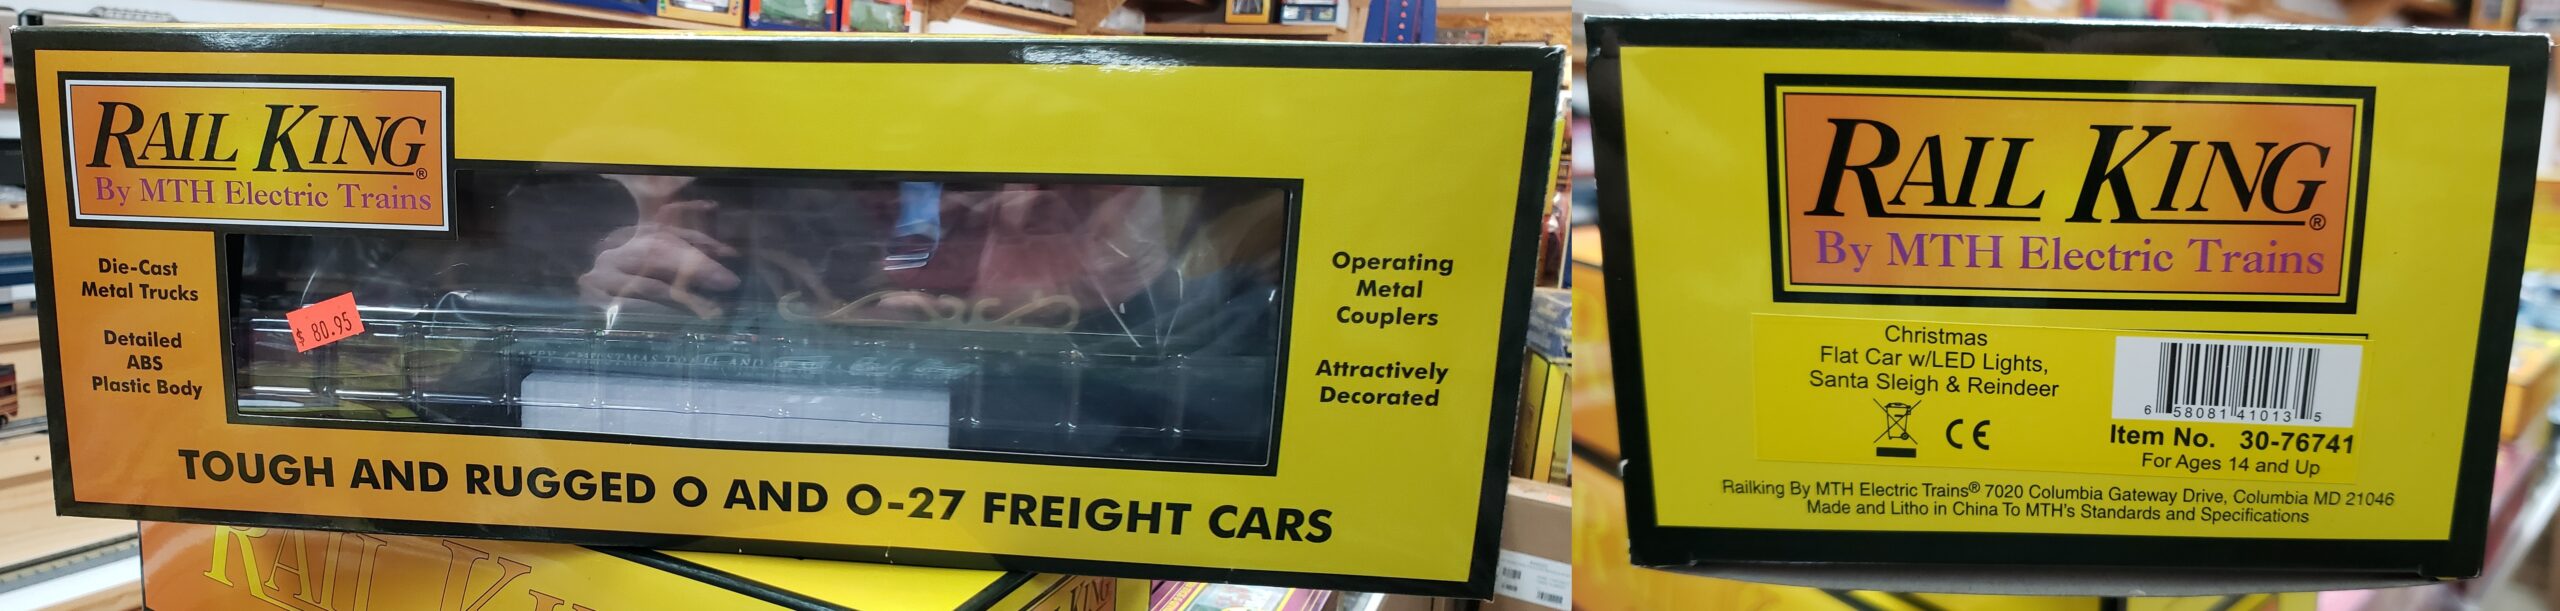 RAIL KING®
By MTH Electric Trains
Die-Cast
Metal Trucks
Detailed
ABS
Plastic Body
$ 80.95
Operating
Metal
Couplers
Attractively
Decorated
TOUGH AND RUGGED O AND O-27 FREIGHT CARS
RAIL KING
RAIL KING®
By MTH Electric Trains
Christmas
Flat Car w/LED Lights,
Santa Sleigh & Reindeer
CE
6 58081 41013 5
Item No. 30-76741
For Ages 14 and Up
Railking By MTH Electric Trains® 7020 Columbia Gateway Drive, Columbia MD 21046
Made and Litho in China To MTH's Standards and Specifications